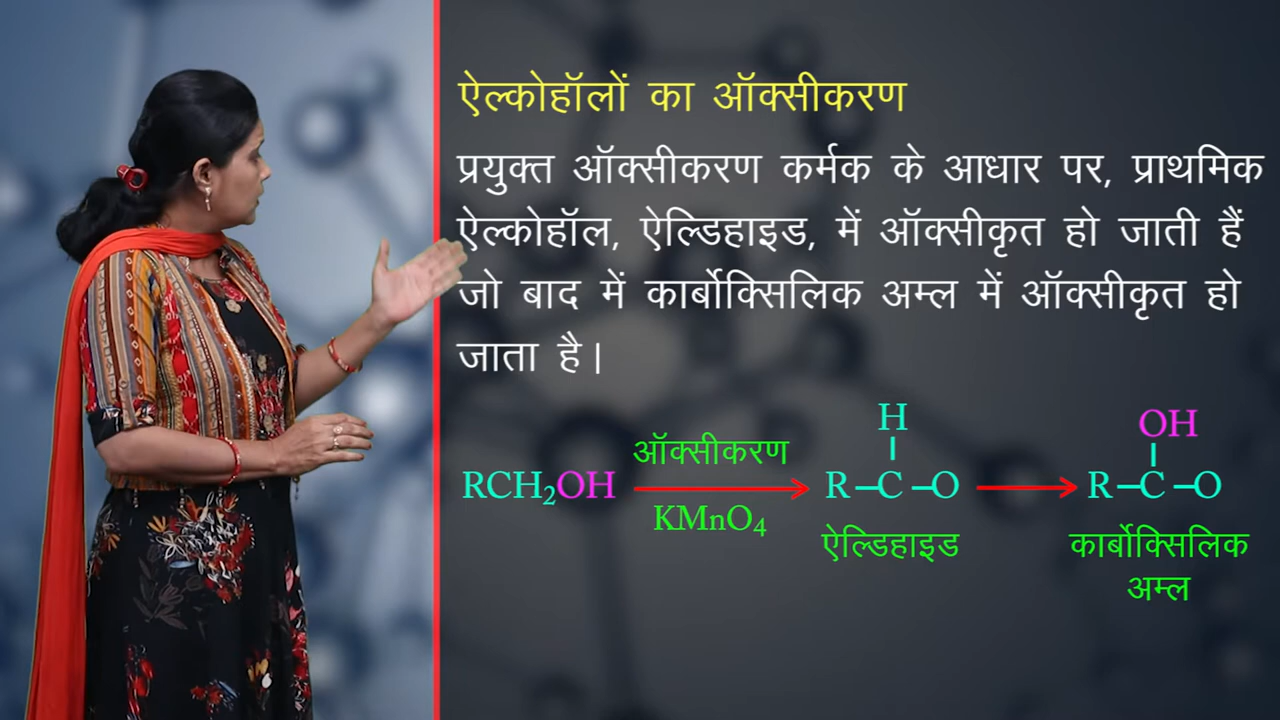 ऐल्कोहॉलों का ऑक्सीकरण
प्रयुक्त ऑक्सीकरण कर्मक के आधार पर, प्राथमिक
ऐल्कोहॉल, ऐल्डिहाइड, में ऑक्सीकृत हो जाती हैं
जो बाद में कार्बोक्सिलिक अम्ल में ऑक्सीकृत हो
जाता है।
H
OH
ऑक्सीकरण
RCH₂OH R–C–O R–C–O
KMnO₄
ऐल्डिहाइड
कार्बोक्सिलिक
अम्ल